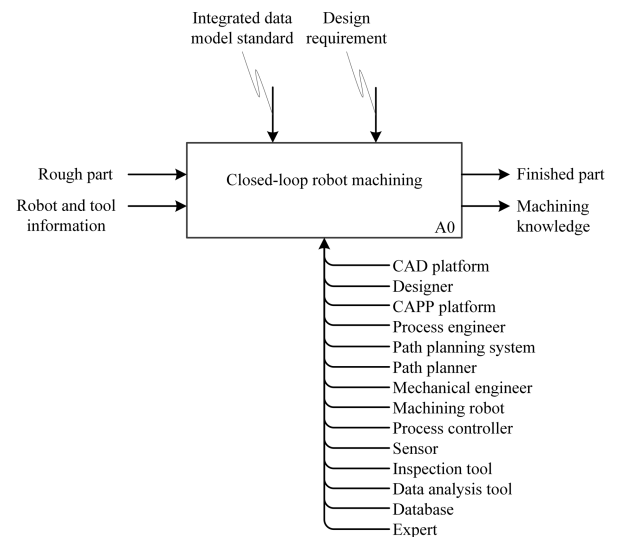 Integrated data
model standard
Design
requirement
Rough part
Robot and tool
information
Closed-loop robot machining
A0
Finished part
Machining
knowledge
CAD platform
Designer
CAPP platform
Process engineer
Path planning system
Path planner
Mechanical engineer
Machining robot
Process controller
Sensor
Inspection tool
Data analysis tool
Database
Expert